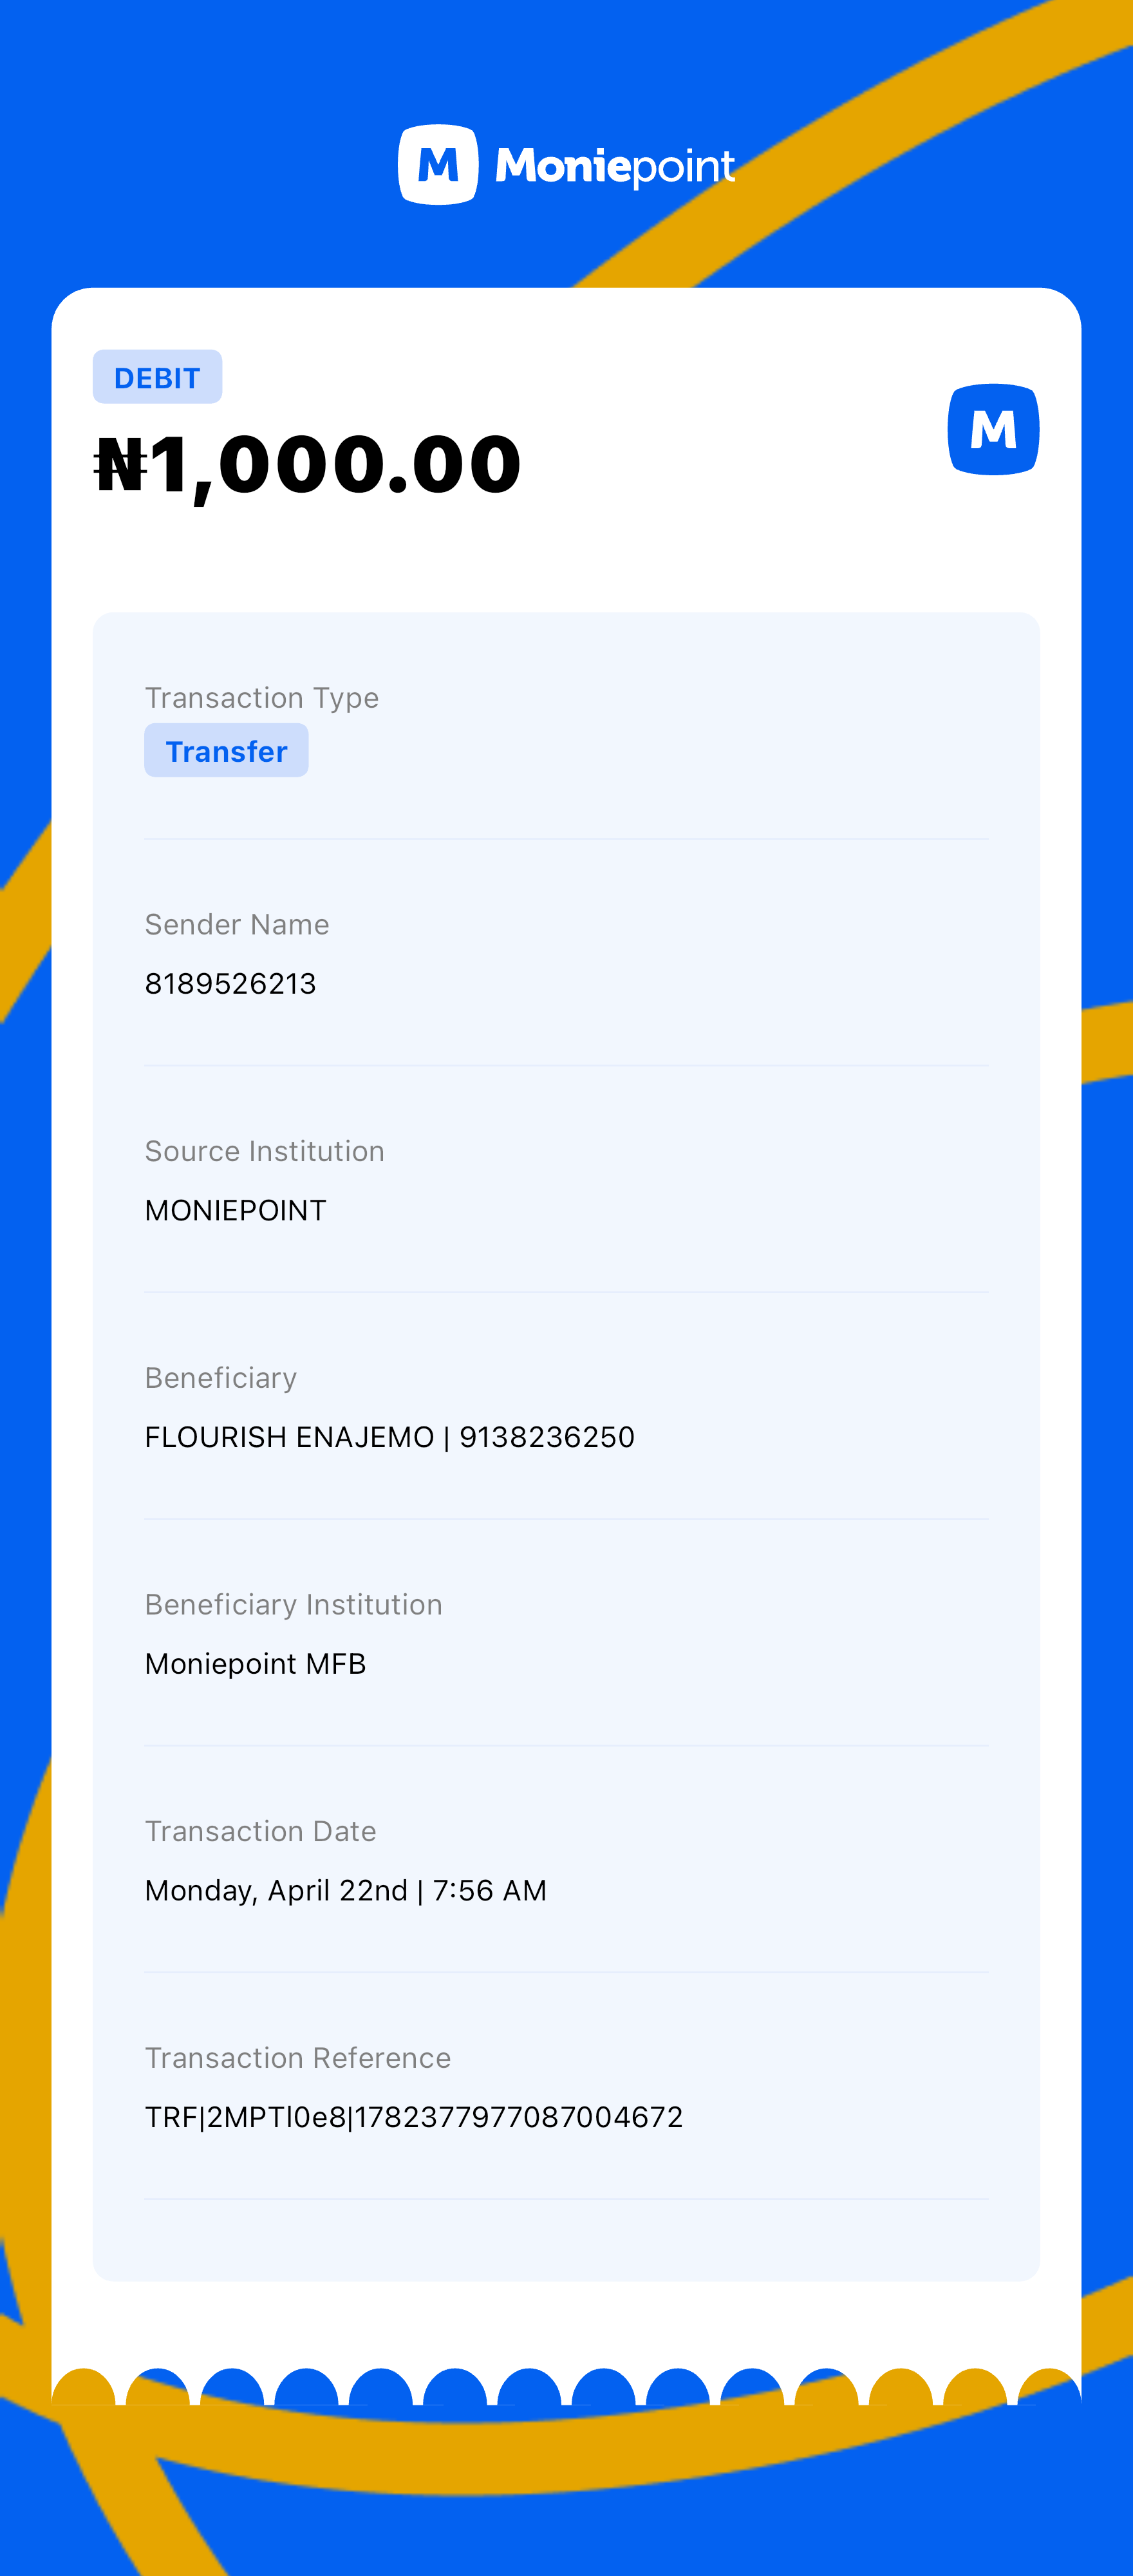 M Moniepoint
DEBIT
₦1,000.00
M
Transaction Type
Transfer
Sender Name
8189526213
Source Institution
MONIEPOINT
Beneficiary
FLOURISH ENAJEMO | 9138236250
Beneficiary Institution
Moniepoint MFB
Transaction Date
Monday, April 22nd | 7:56 AM
Transaction Reference
TRF|2MPTl0e8|1782377977087004672